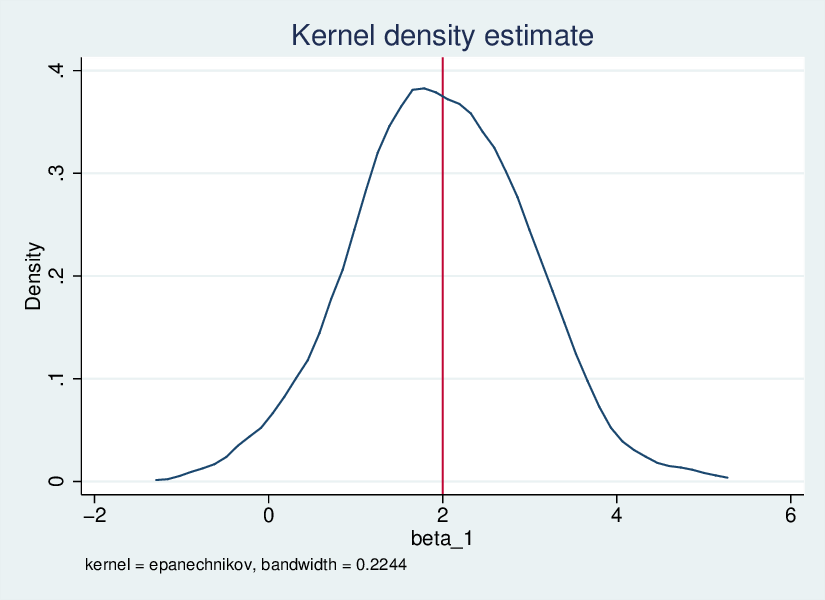 Kernel density estimate
.4
.3
.2
.1
0
Density
−2
0
2
4
6
beta_1
kernel = epanechnikov, bandwidth = 0.2244